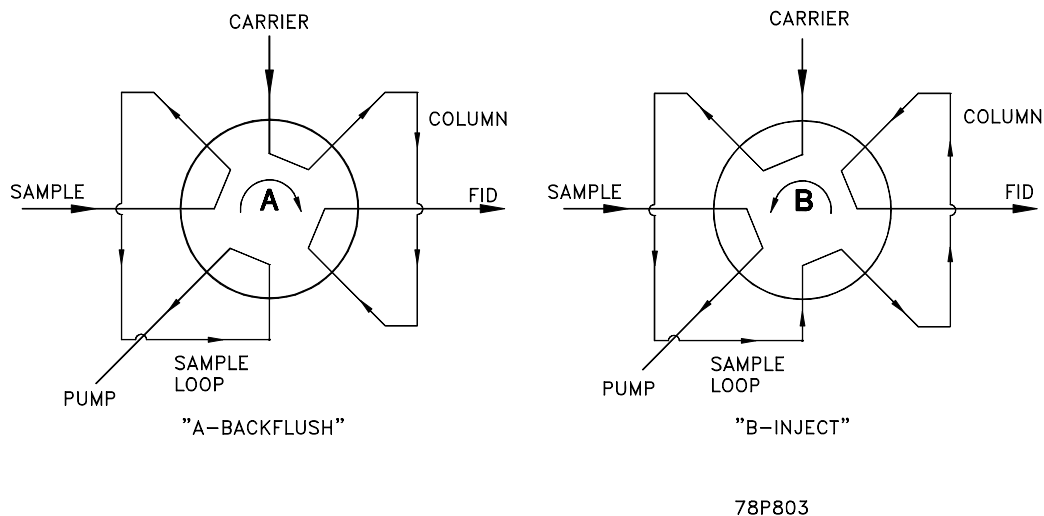 CARRIER
COLUMN
SAMPLE
A
FID
SAMPLE
LOOP
PUMP
"A-BACKFLUSH"
CARRIER
COLUMN
SAMPLE
B
FID
SAMPLE
LOOP
PUMP
"B-INJECT"
78P803